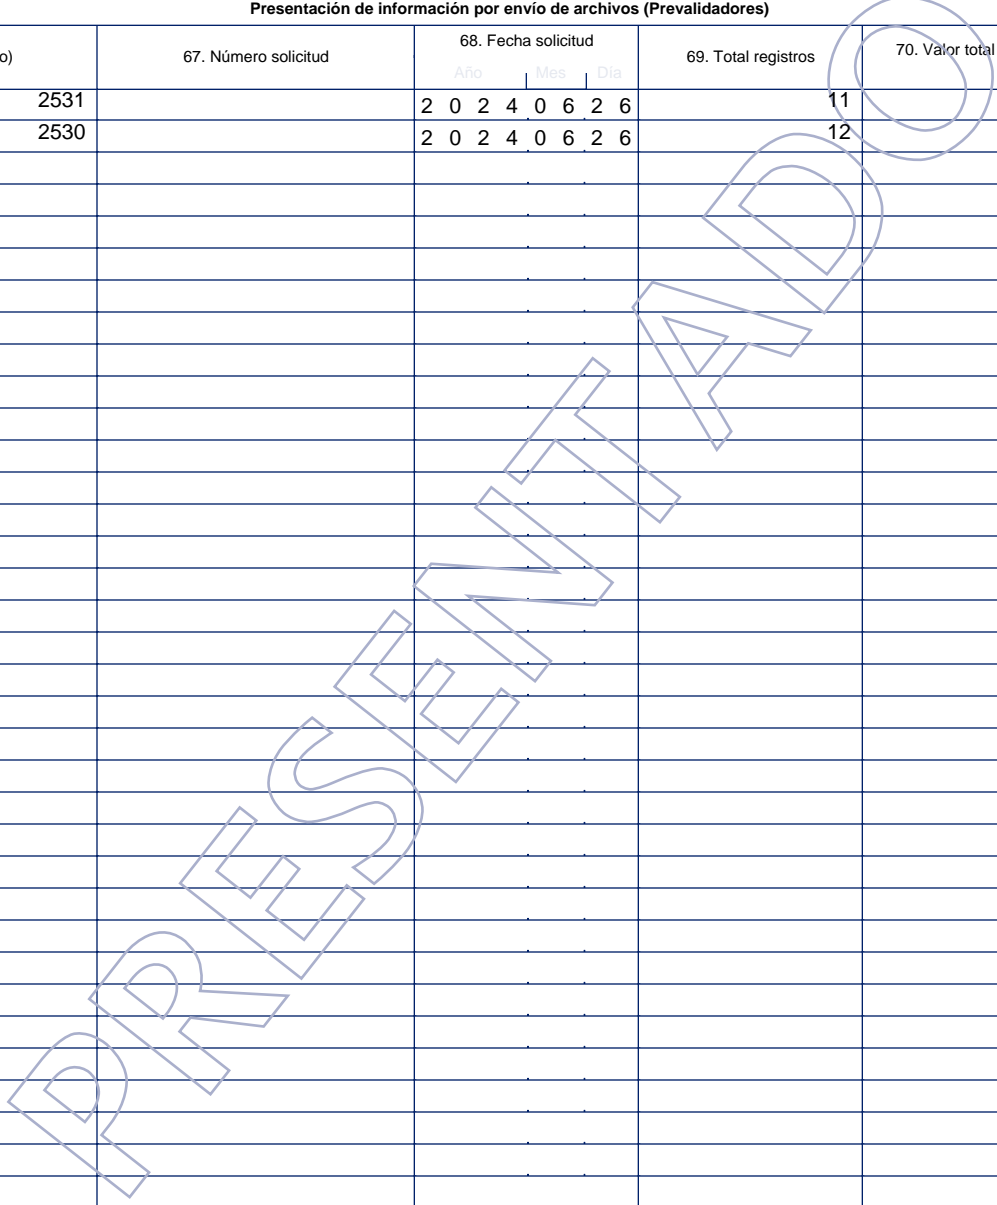 Presentación de información por envío de archivos (Prevalidadores)
o) 67. Número solicitud 68. Fecha solicitud 69. Total registros 70. Valor total
Año Mes Día
2531 2 0 2 4 0 6 2 6 11
2530 2 0 2 4 0 6 2 6 12
PRESENTADO